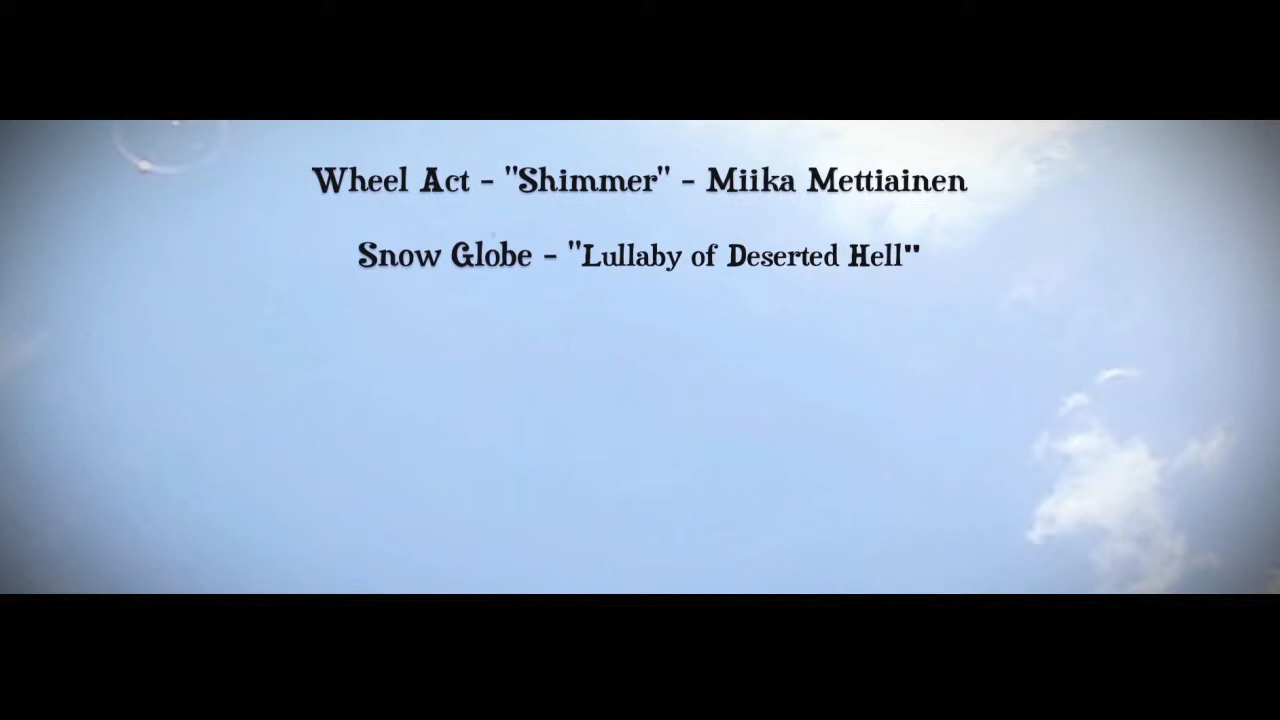 Wheel Act - "Shimmer" - Miika Mettiainen
Snow Globe - "Lullaby of Deserted Hell"